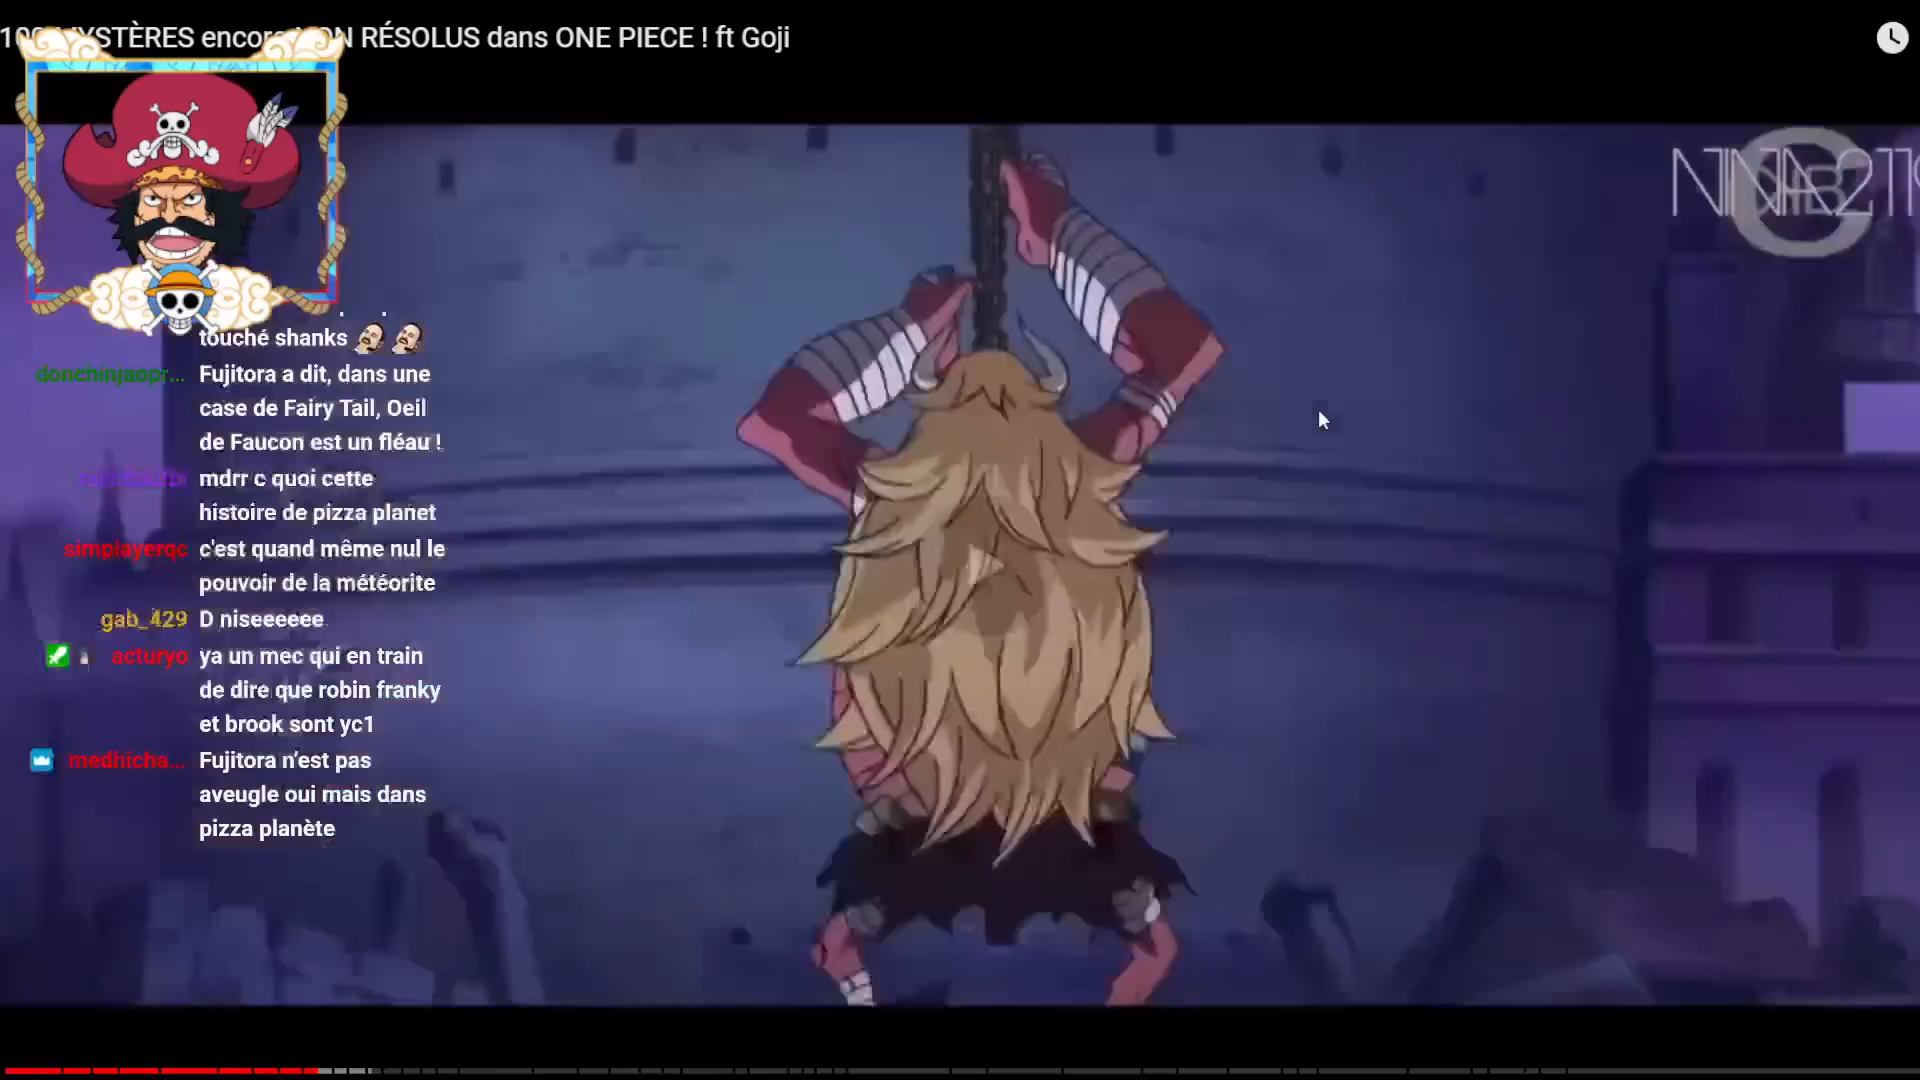 RÉSOLUS dans ONE PIECE ! ft Goji
touché shanks
donchinjaopr... Fujitora a dit, dans une
case de Fairy Tail, Oeil
de Faucon est un fléau !
mdrr c quoi cette
histoire de pizza planet
simplayerqc c'est quand même nul le
pouvoir de la météorite
gab_429 D niseeeeee
acturyo ya un mec qui en train
de dire que robin franky
et brook sont yc1
medhicha... Fujitora n'est pas
aveugle oui mais dans
pizza planète